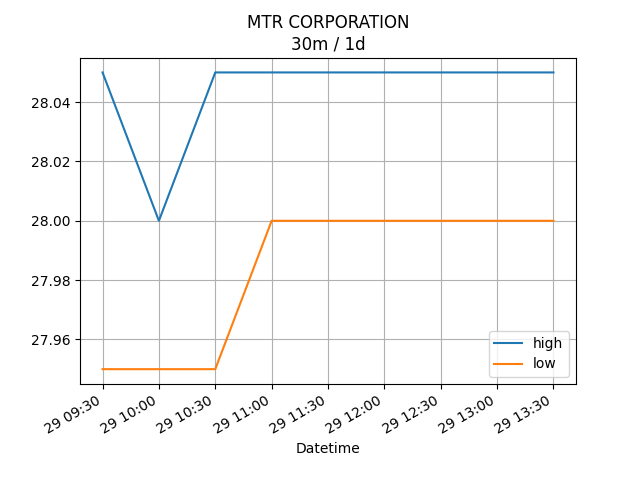 MTR CORPORATION
30m / 1d
28.04
28.02
28.00
27.98
27.96
high
low
29 09:30
29 10:00
29 10:30
29 11:00
29 11:30
29 12:00
29 12:30
29 13:00
29 13:30
Datetime